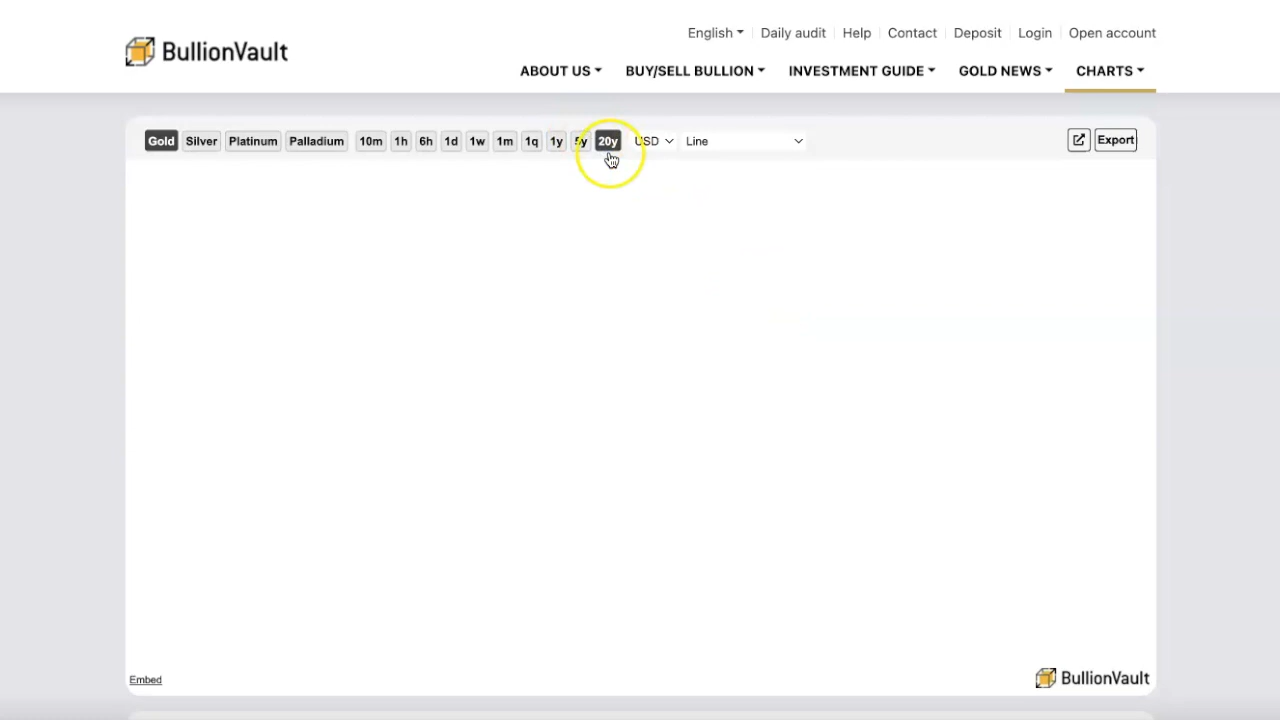 English Daily audit Help Contact Deposit Login Open account
BullionVault
ABOUT US BUY/SELL BULLION INVESTMENT GUIDE GOLD NEWS CHARTS
Gold Silver Platinum Palladium 10m 1h 6h 1d 1w 1m 1q 1y 5y 20y USD Line Export
Embed BullionVault